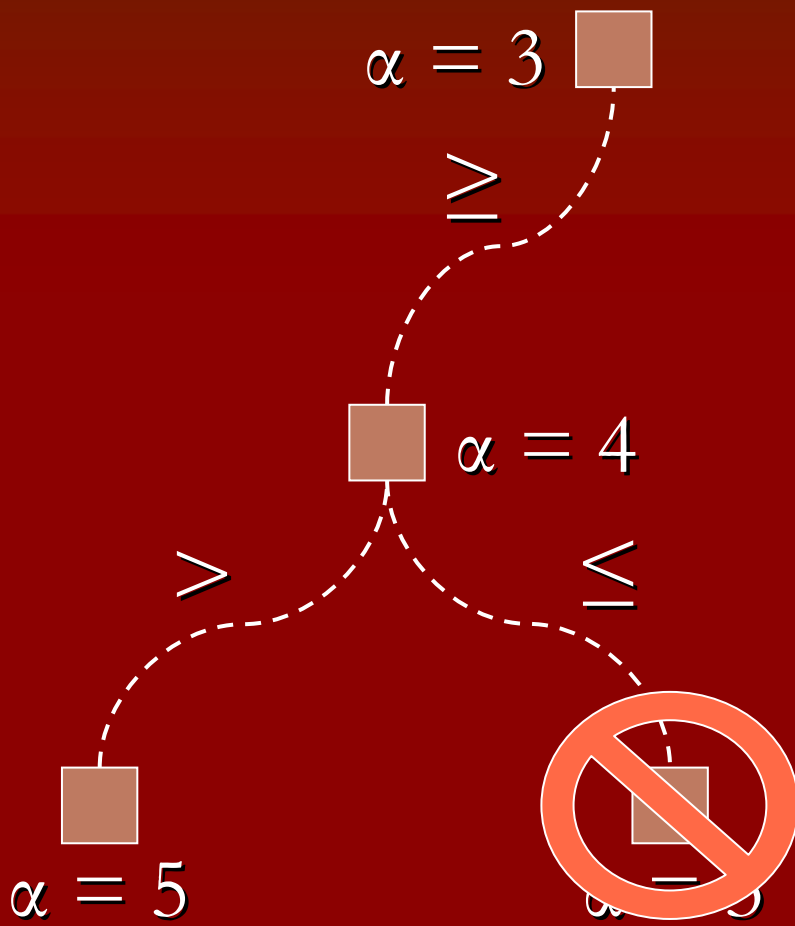 α = 3
≥
α = 4
>
≤
α = 5
α =